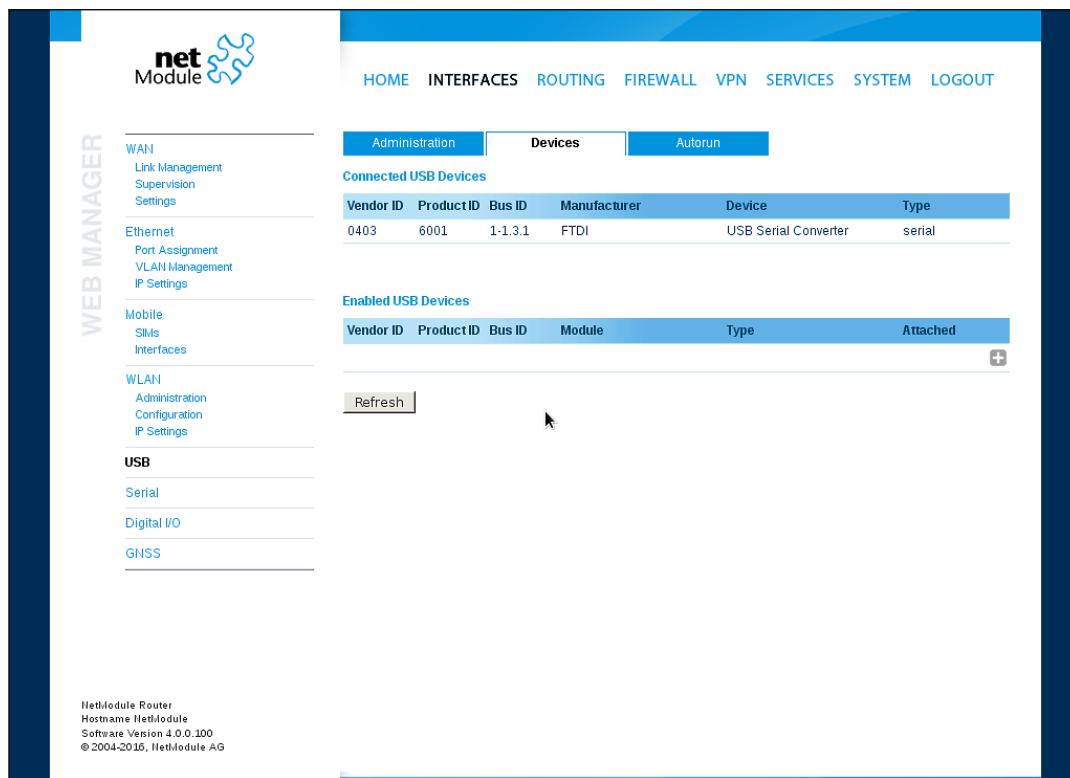 net
Module
HOME INTERFACES ROUTING FIREWALL VPN SERVICES SYSTEM LOGOUT
WEB MANAGER
WAN
Link Management
Supervision
Settings
Ethernet
Port Assignment
VLAN Management
IP Settings
Mobile
SIMs
Interfaces
WLAN
Administration
Configuration
IP Settings
USB
Serial
Digital I/O
GNSS
Administration Devices Autorun
Connected USB Devices
Vendor ID Product ID Bus ID Manufacturer Device Type
0403 6001 1-1.3.1 FTDI USB Serial Converter serial
Enabled USB Devices
Vendor ID Product ID Bus ID Module Type Attached
Refresh
NetModule Router
Hostname NetModule
Software Version 4.0.0.100
© 2004-2016, NetModule AG